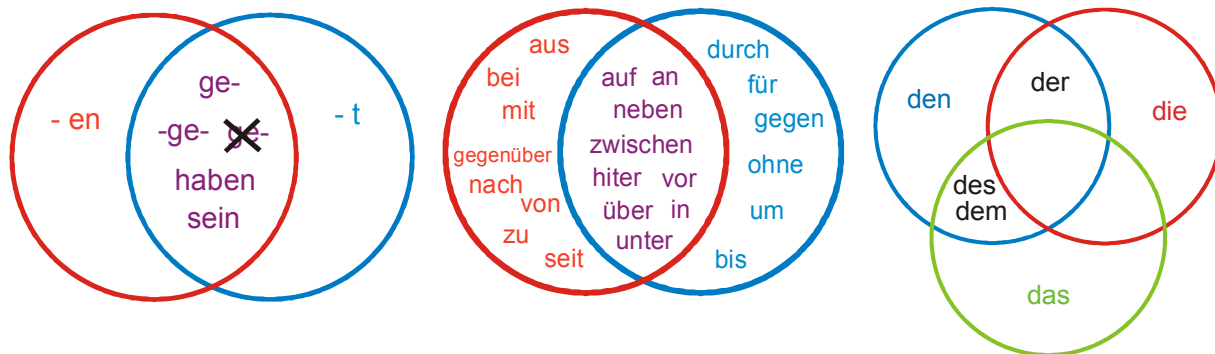 ge-
- en
-ge- ge-
- t
haben
sein
aus
bei
mit
gegenüber
nach
von
zu
seit
auf an
neben
zwischen
hiter vor
über in
unter
durch
für
gegen
ohne
um
bis
den
der
die
des
dem
das